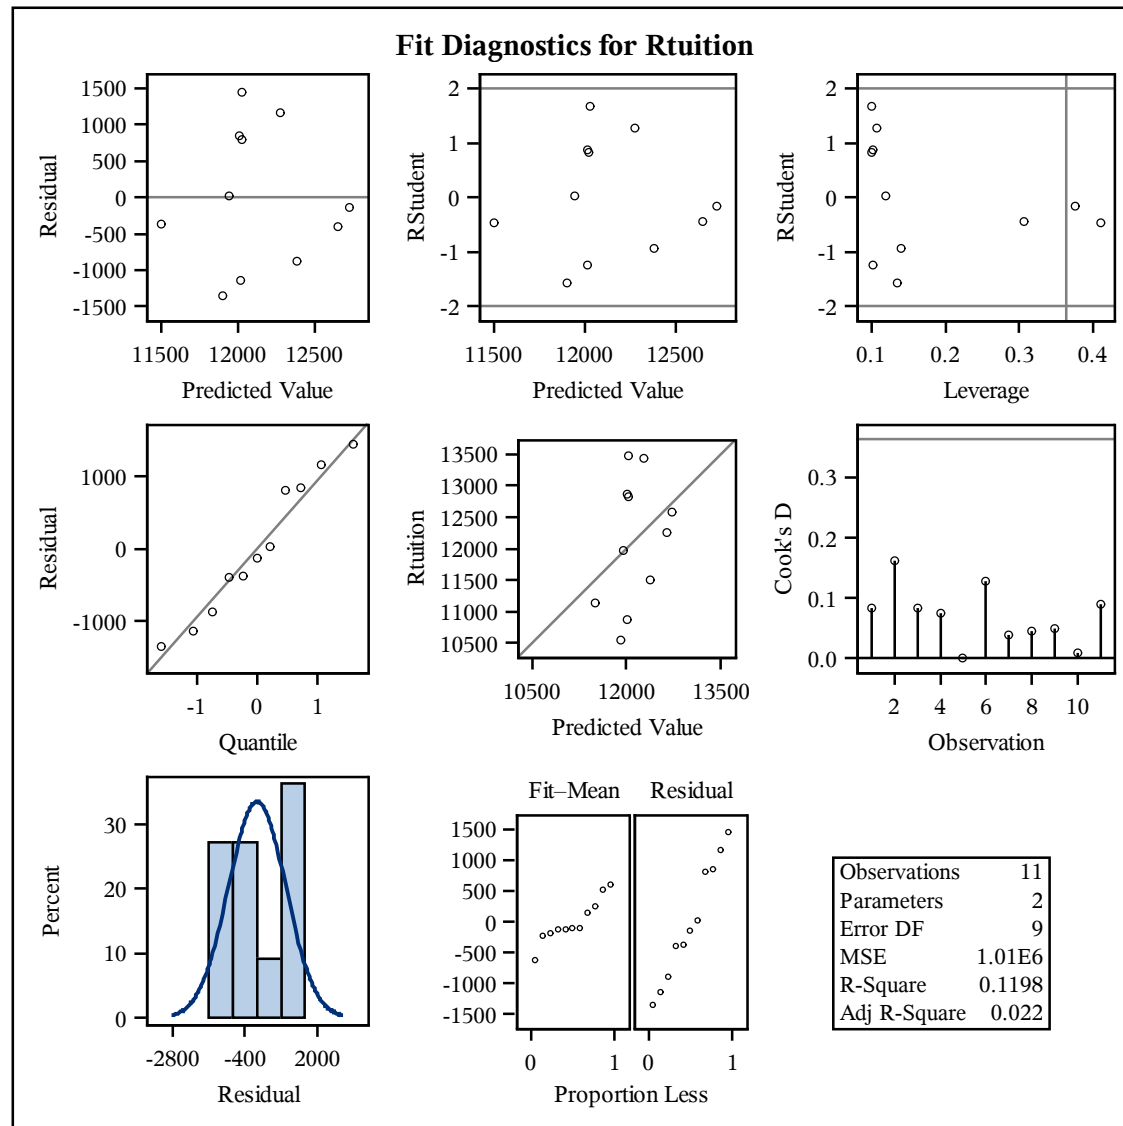 Fit Diagnostics for Rtuition
1500
1000
500
0
-500
-1000
-1500
Residual
11500 12000 12500
Predicted Value
2
1
0
-1
-2
RStudent
11500 12000 12500
Predicted Value
2
1
0
-1
-2
RStudent
0.1 0.2 0.3 0.4
Leverage
1000
0
-1000
Residual
-1 0 1
Quantile
13500
13000
12500
12000
11500
11000
10500
Rtuition
10500 12000 13500
Predicted Value
0.3
0.2
0.1
0.0
Cook's D
2 4 6 8 10
Observation
30
20
10
0
Percent
-2800 -400 2000
Residual
Fit–Mean Residual
1500
1000
500
0
-500
-1000
-1500
0 1 0 1
Proportion Less
Observations 11
Parameters 2
Error DF 9
MSE 1.01E6
R-Square 0.1198
Adj R-Square 0.022